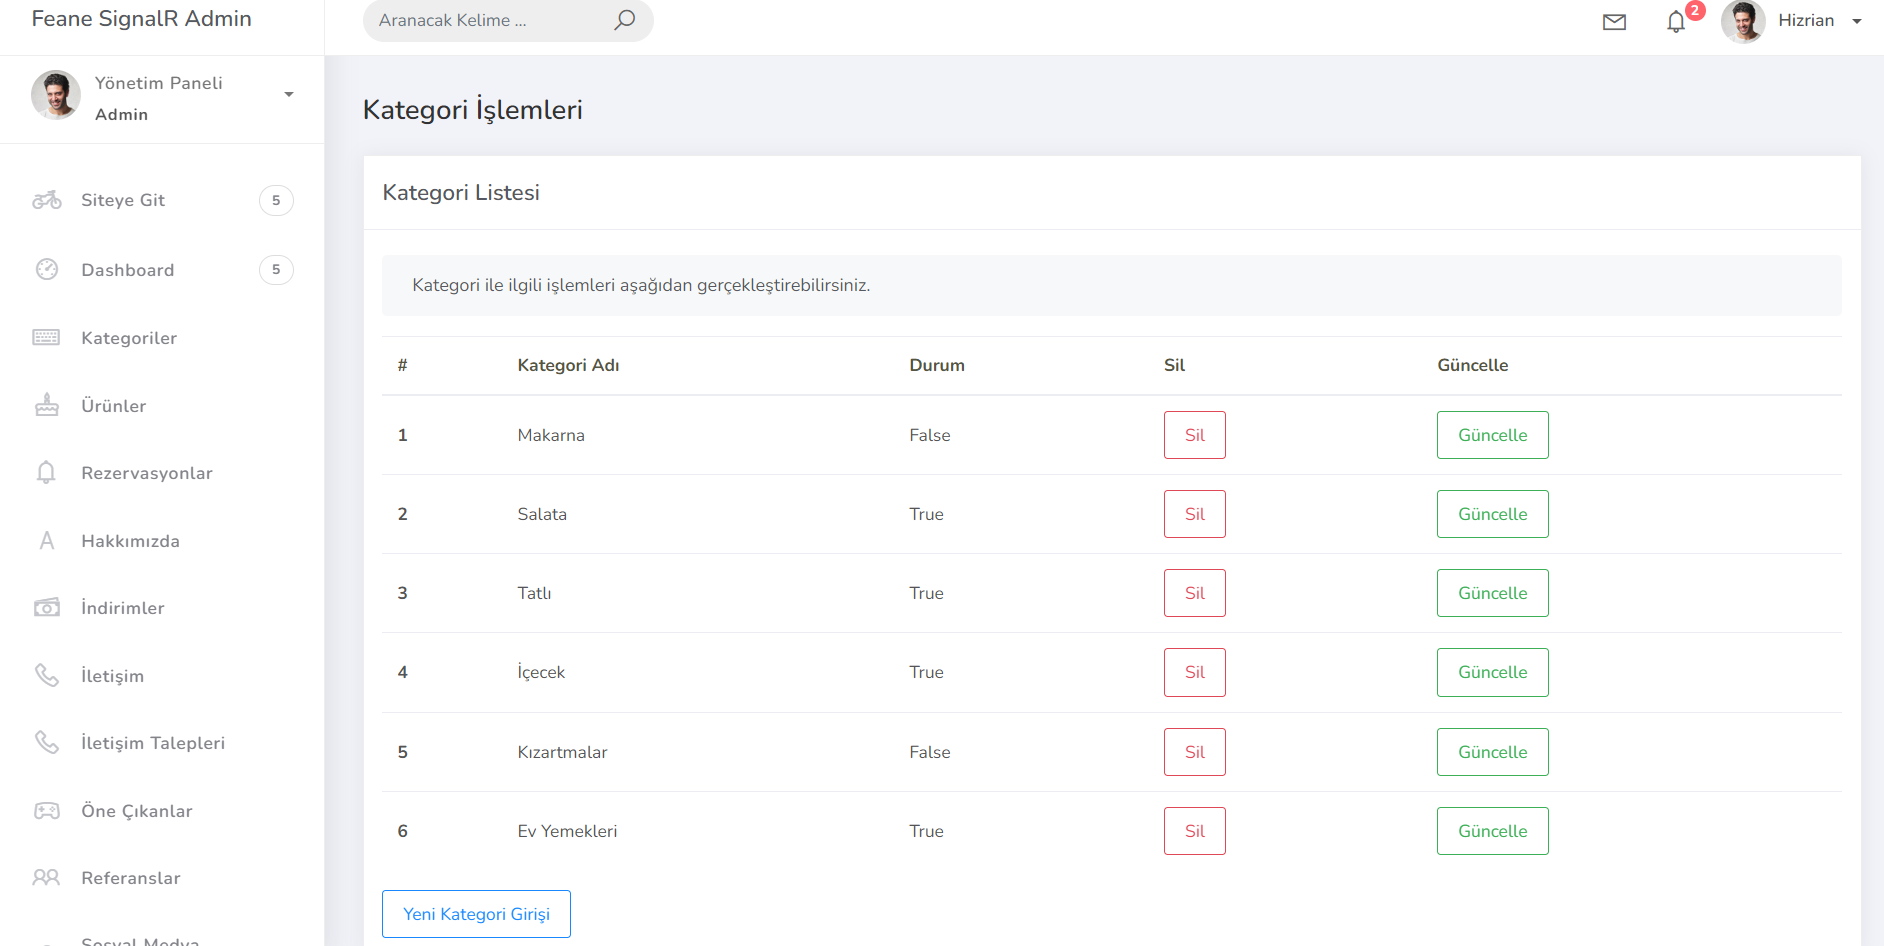 Feane SignalR Admin
Aranacak Kelime ...
2
Hizrian
Yönetim Paneli
Admin
Siteye Git 5
Dashboard 5
Kategoriler
Ürünler
Rezervasyonlar
Hakkımızda
İndirimler
İletişim
İletişim Talepleri
Öne Çıkanlar
Referanslar
Sosyal Medya
Kategori İşlemleri
Kategori Listesi
Kategori ile ilgili işlemleri aşağıdan gerçekleştirebilirsiniz.
# Kategori Adı Durum Sil Güncelle
1 Makarna False Sil Güncelle
2 Salata True Sil Güncelle
3 Tatlı True Sil Güncelle
4 İçecek True Sil Güncelle
5 Kızartmalar False Sil Güncelle
6 Ev Yemekleri True Sil Güncelle
Yeni Kategori Girişi